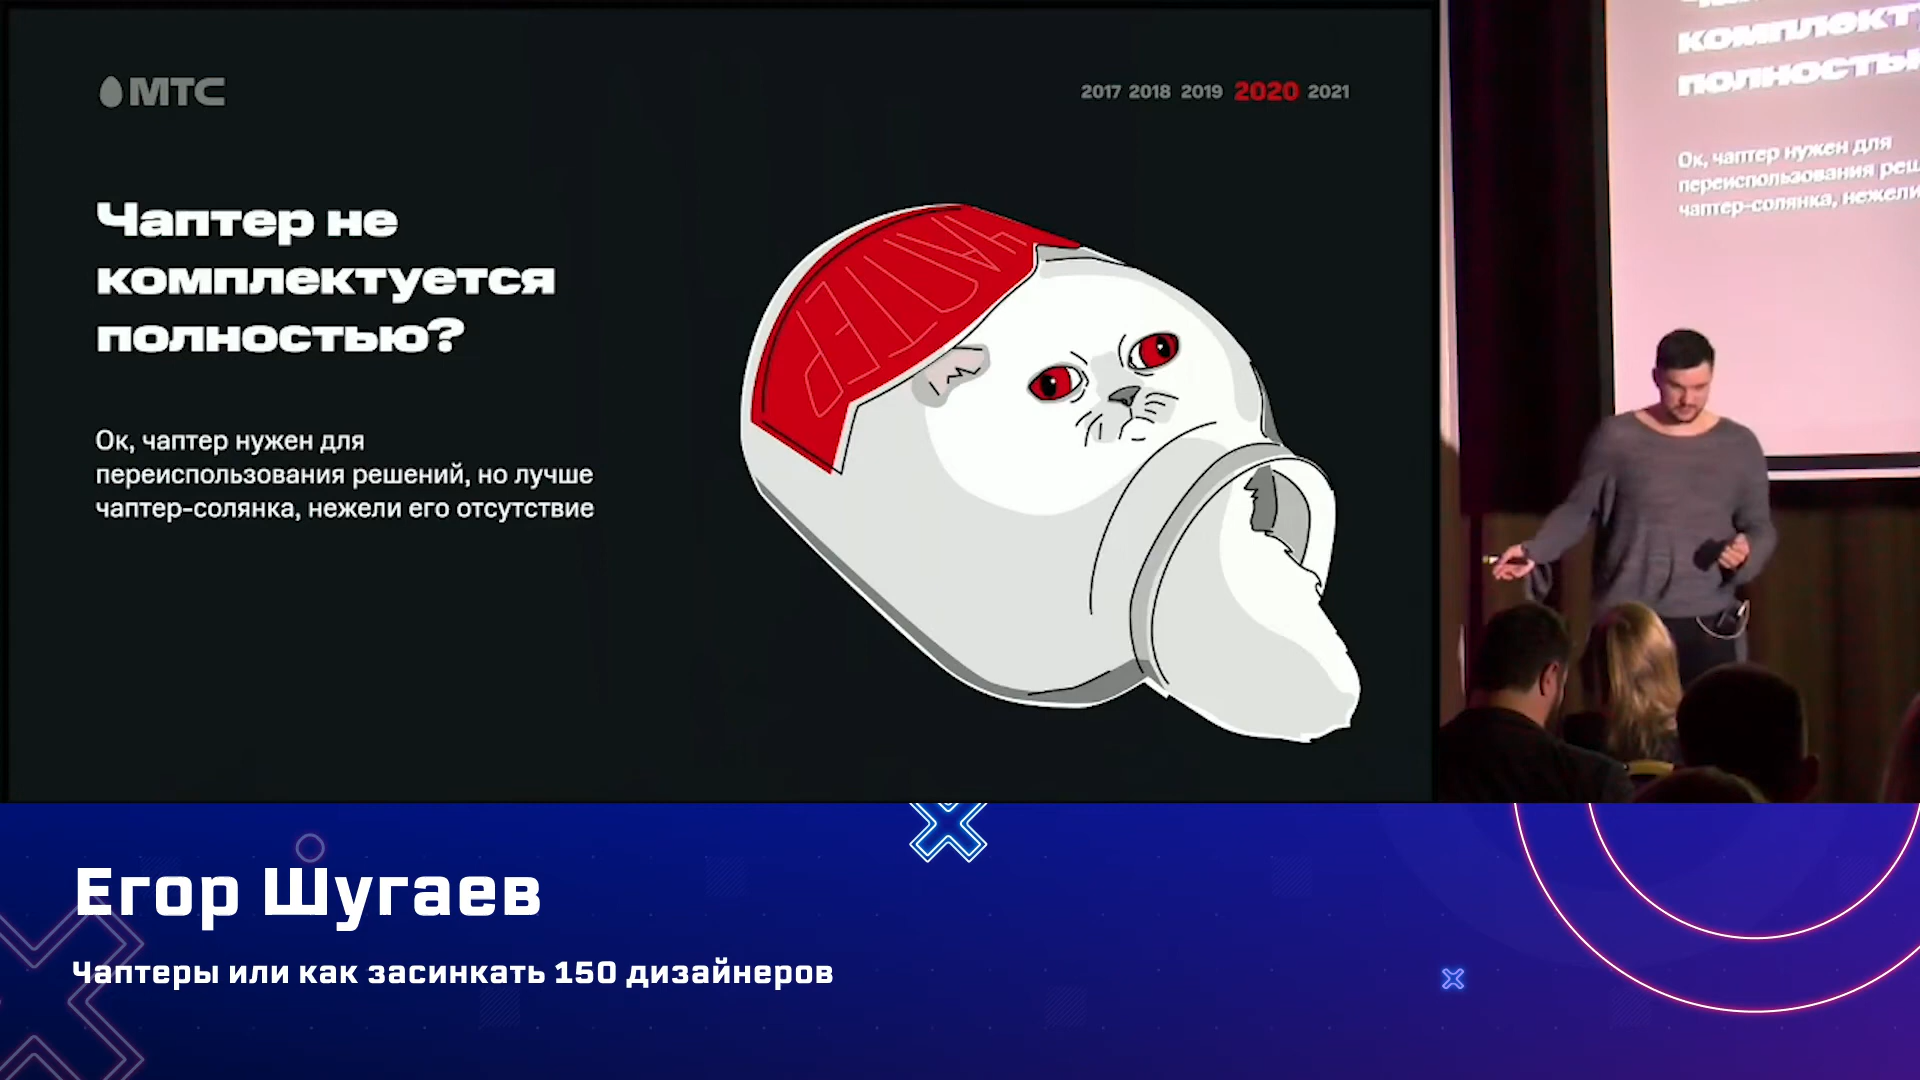 МТС
2017 2018 2019 2020 2021
Чаптер не
комплектуется
полностью?
Ок, чаптер нужен для
переиспользования решений, но лучше
чаптер-солянка, нежели его отсутствие
ЧАПТЕР
комплект
полность
Ок, чаптер нужен для
переиспользования реш
чаптер-солянка, нежели
Егор Шугаев
Чаптеры или как засинкать 150 дизайнеров